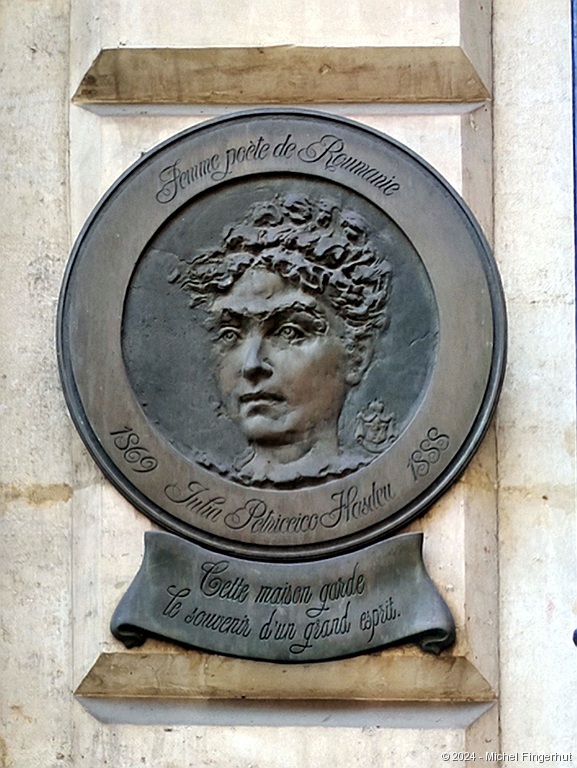 Femme poète de Roumanie
1869 Julia Petriceico Hasdeu 1888
Cette maison garde
le souvenir d'un grand esprit.
© 2024 - Michel Fingerhut